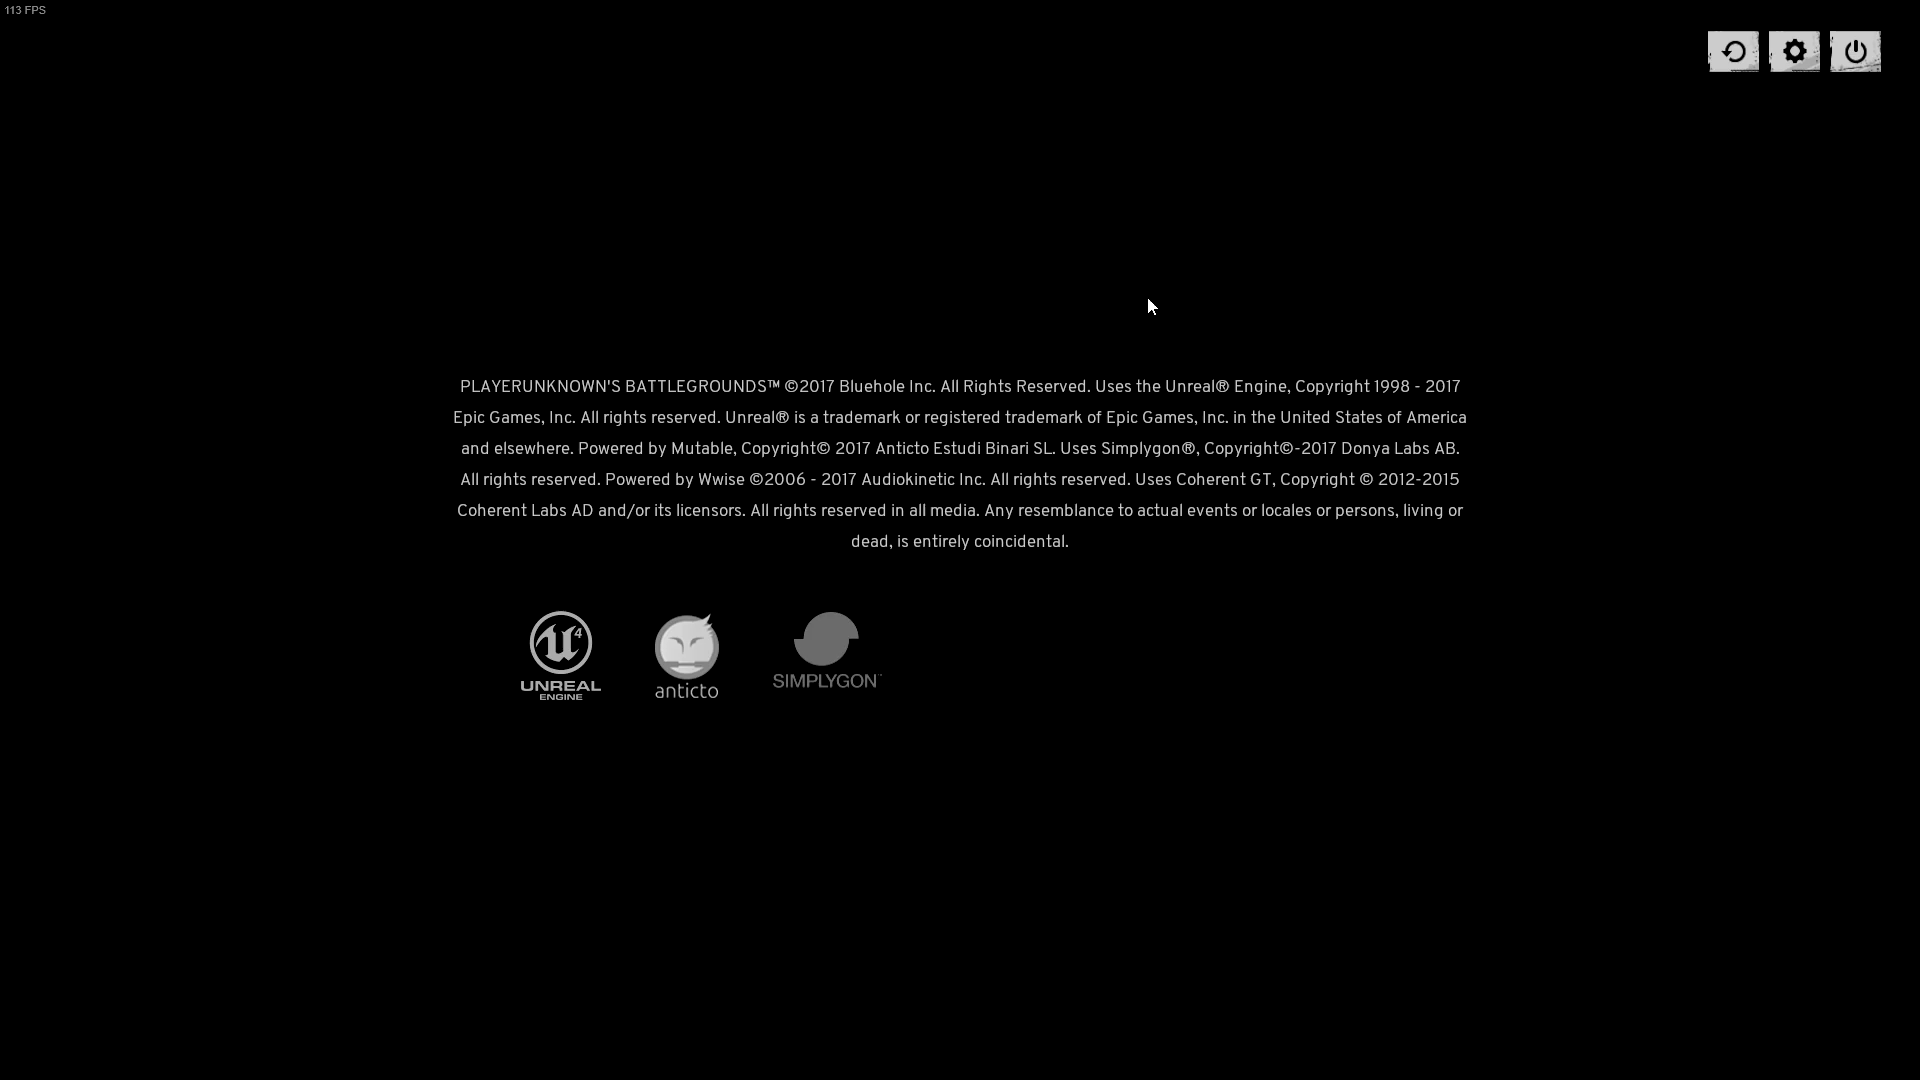 113 FPS
PLAYERUNKNOWN'S BATTLEGROUNDS™ ©2017 Bluehole Inc. All Rights Reserved. Uses the Unreal® Engine, Copyright 1998 - 2017
Epic Games, Inc. All rights reserved. Unreal® is a trademark or registered trademark of Epic Games, Inc. in the United States of America
and elsewhere. Powered by Mutable, Copyright© 2017 Anticto Estudi Binari SL. Uses Simplygon®, Copyright©-2017 Donya Labs AB.
All rights reserved. Powered by Wwise ©2006 - 2017 Audiokinetic Inc. All rights reserved. Uses Coherent GT, Copyright © 2012-2015
Coherent Labs AD and/or its licensors. All rights reserved in all media. Any resemblance to actual events or locales or persons, living or
dead, is entirely coincidental.
U 4
UNREAL
ENGINE
anticto
SIMPLYGON™